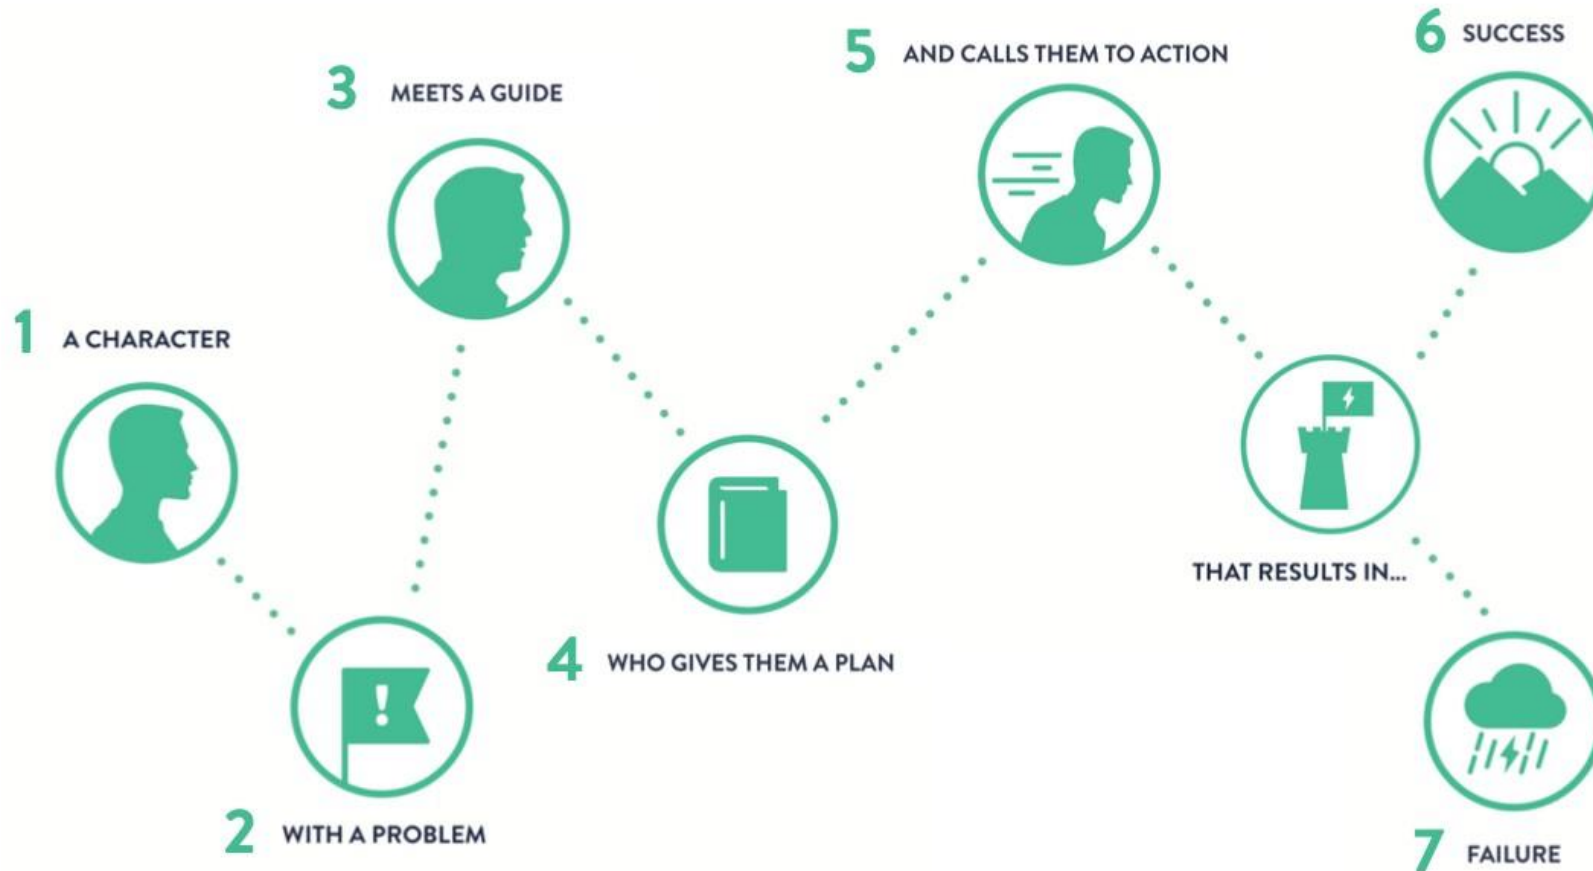 1 A CHARACTER
2 WITH A PROBLEM
3 MEETS A GUIDE
4 WHO GIVES THEM A PLAN
5 AND CALLS THEM TO ACTION
THAT RESULTS IN...
6 SUCCESS
7 FAILURE